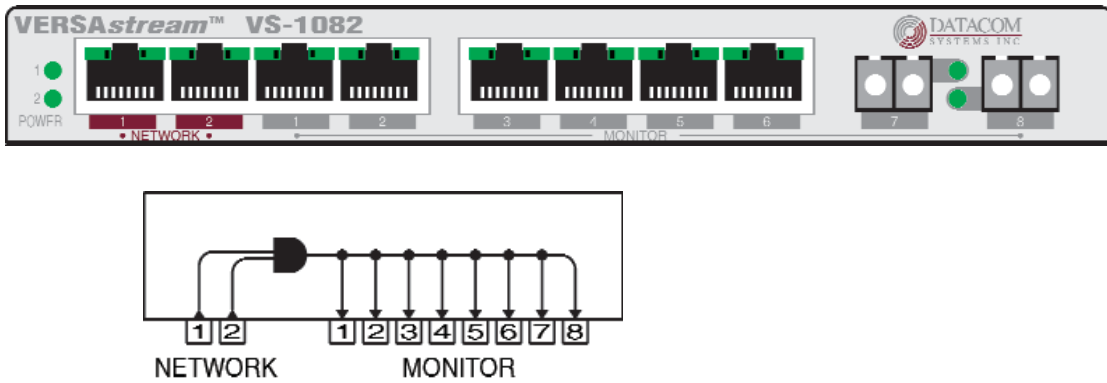 VERSAstream™ VS-1082
DATACOM
SYSTEMS INC
1
2
POWER
1 2 1 2 3 4 5 6 7 8
• NETWORK •
MONITOR
1 2 1 2 3 4 5 6 7 8
NETWORK MONITOR